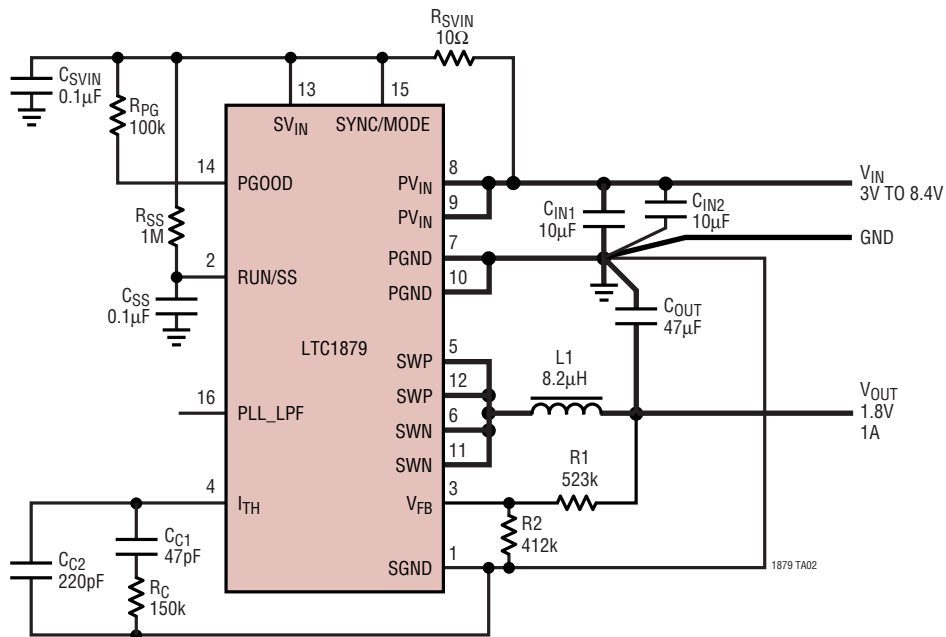 RSVIN
10Ω
CSVIN
0.1µF
RPG
100k
13
15
SVIN
SYNC/MODE
14
PGOOD
PVIN
8
VIN
3V TO 8.4V
PVIN
9
CIN1
10µF
CIN2
10µF
RSS
1M
GND
2
RUN/SS
PGND
7
PGND
10
CSS
0.1µF
COUT
47µF
LTC1879
SWP
5
L1
8.2µH
SWP
12
16
PLL_LPF
SWN
6
VOUT
1.8V
1A
SWN
11
R1
523k
4
ITH
VFB
3
R2
412k
CC1
47pF
CC2
220pF
SGND
1
1879 TA02
RC
150k